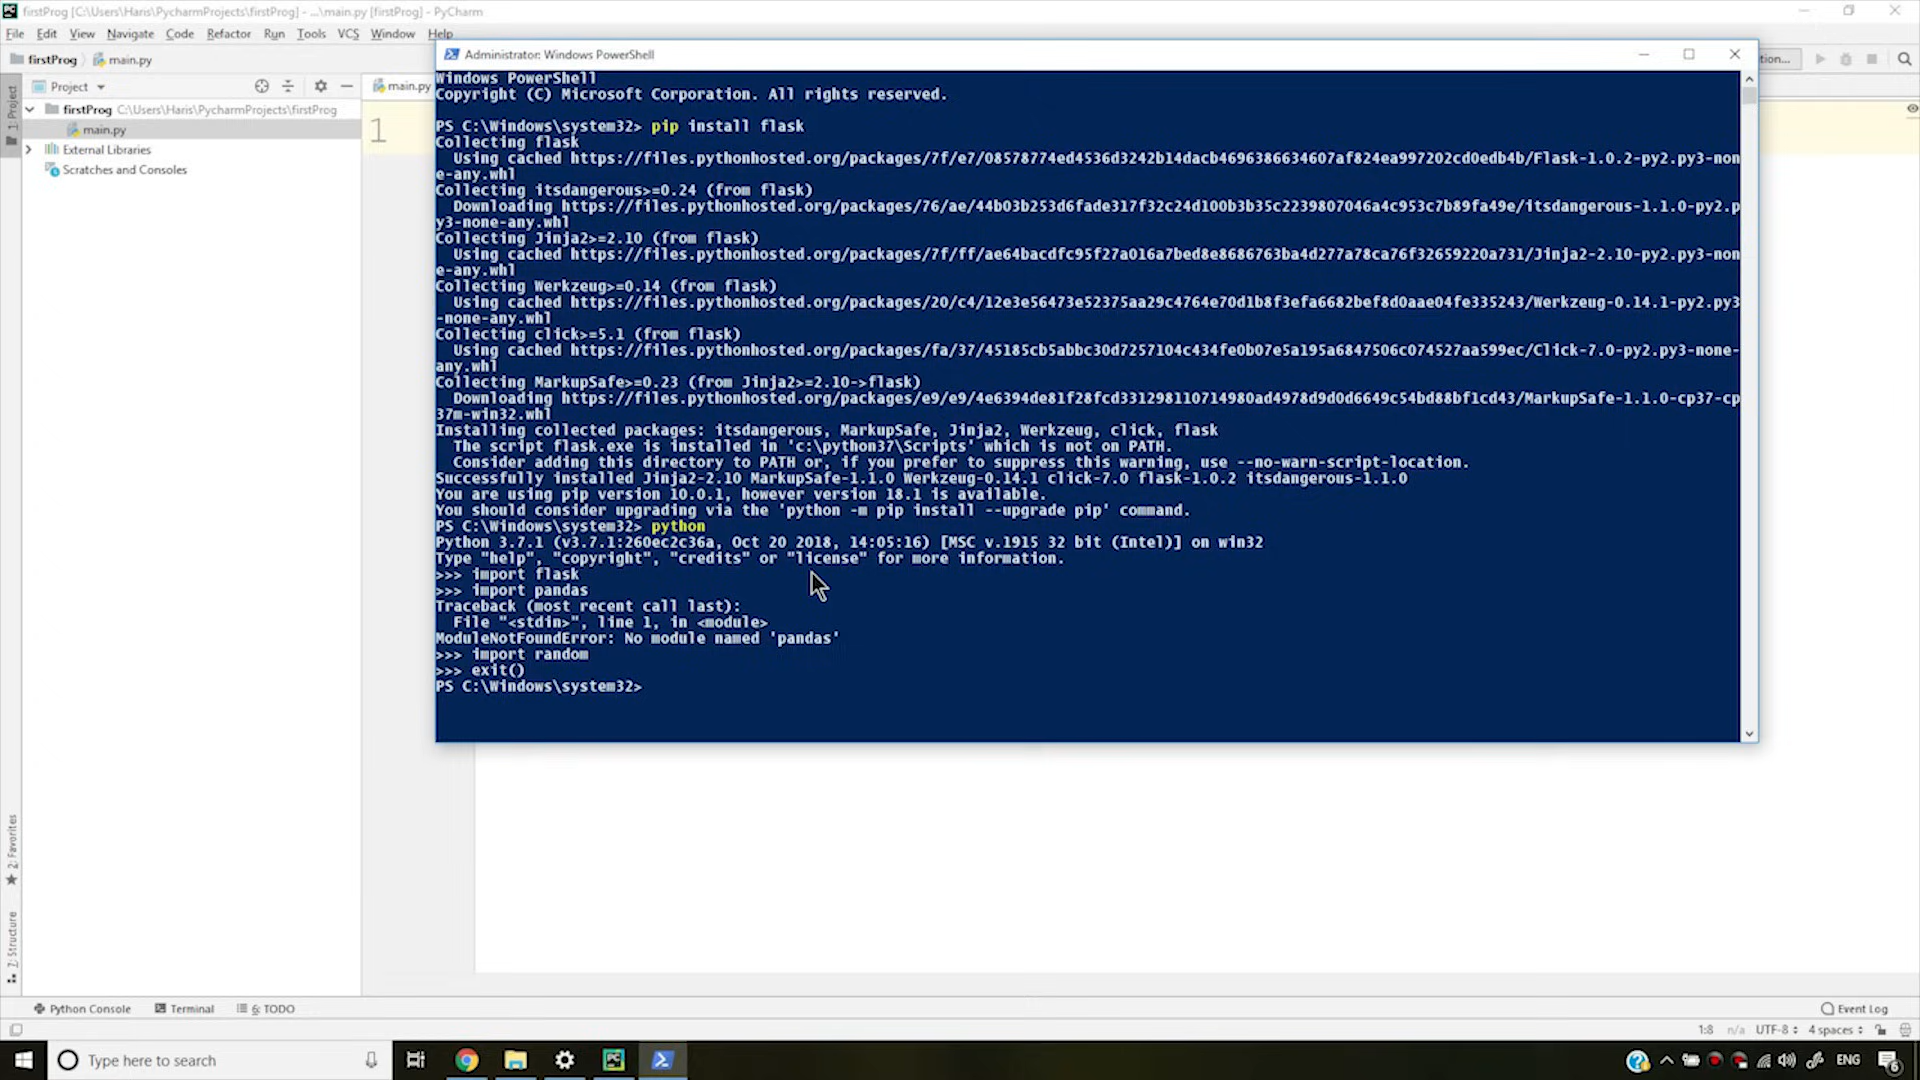 firstProg [C:\Users\Haris\PycharmProjects\firstProg] - ...\main.py [firstProg] - PyCharm
File Edit View Navigate Code Refactor Run Tools VCS Window Help
firstProg main.py
Administrator: Windows PowerShell
tion...
Project
main.py
1: Project
firstProg C:\Users\Haris\PycharmProjects\firstProg
main.py
External Libraries
Scratches and Consoles
1
Windows PowerShell
Copyright (C) Microsoft Corporation. All rights reserved.
PS C:\Windows\system32> pip install flask
Collecting flask
Using cached https://files.pythonhosted.org/packages/7f/e7/08578774ed4536d3242b14dacb4696386634607af824ea997202cd0edb4b/Flask-1.0.2-py2.py3-non
e-any.whl
Collecting itsdangerous>=0.24 (from flask)
Downloading https://files.pythonhosted.org/packages/76/ae/44b03b253d6fade317f32c24d100b3b35c2239807046a4c953c7b89fa49e/itsdangerous-1.1.0-py2.p
y3-none-any.whl
Collecting Jinja2>=2.10 (from flask)
Using cached https://files.pythonhosted.org/packages/7f/ff/ae64bacdfc95f27a016a7bed8e8686763ba4d277a78ca76f32659220a731/Jinja2-2.10-py2.py3-non
e-any.whl
Collecting Werkzeug>=0.14 (from flask)
Using cached https://files.pythonhosted.org/packages/20/c4/12e3e56473e52375aa29c4764e70d1b8f3efa6682bef8d0aae04fe335243/Werkzeug-0.14.1-py2.py3
-none-any.whl
Collecting click>=5.1 (from flask)
Using cached https://files.pythonhosted.org/packages/fa/37/45185cb5abbc30d7257104c434fe0b07e5a195a6847506c074527aa599ec/Click-7.0-py2.py3-none-
any.whl
Collecting MarkupSafe>=0.23 (from Jinja2>=2.10->flask)
Downloading https://files.pythonhosted.org/packages/e9/e9/4e6394de81f28fcd331298110714980ad4978d9d0d6649c54bd88bf1cd43/MarkupSafe-1.1.0-cp37-cp
37m-win32.whl
Installing collected packages: itsdangerous, MarkupSafe, Jinja2, Werkzeug, click, flask
The script flask.exe is installed in 'c:\python37\Scripts' which is not on PATH.
Consider adding this directory to PATH or, if you prefer to suppress this warning, use --no-warn-script-location.
Successfully installed Jinja2-2.10 MarkupSafe-1.1.0 Werkzeug-0.14.1 click-7.0 flask-1.0.2 itsdangerous-1.1.0
You are using pip version 10.0.1, however version 18.1 is available.
You should consider upgrading via the 'python -m pip install --upgrade pip' command.
PS C:\Windows\system32> python
Python 3.7.1 (v3.7.1:260ec2c36a, Oct 20 2018, 14:05:16) [MSC v.1915 32 bit (Intel)] on win32
Type "help", "copyright", "credits" or "license" for more information.
>>> import flask
>>> import pandas
Traceback (most recent call last):
File "<stdin>", line 1, in <module>
ModuleNotFoundError: No module named 'pandas'
>>> import random
>>> exit()
PS C:\Windows\system32>
2: Favorites
7: Structure
Python Console Terminal 6: TODO Event Log
1:8 n/a UTF-8 4 spaces
Type here to search
ENG
6